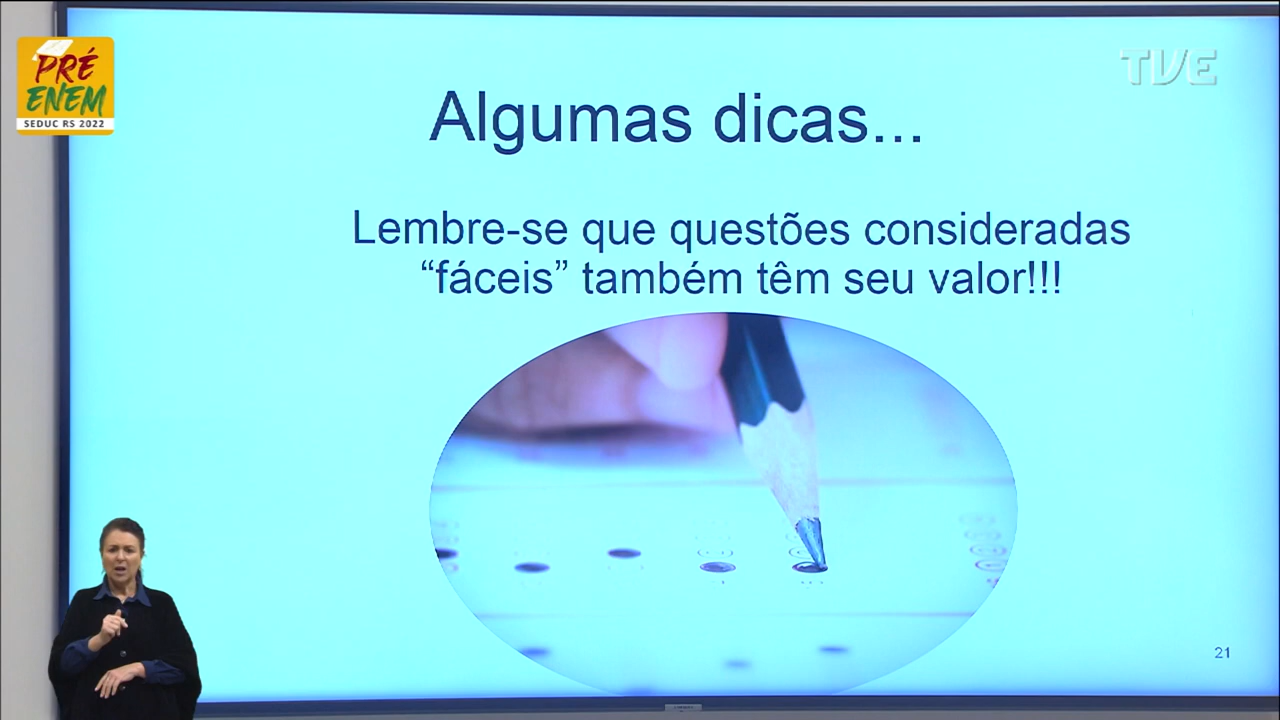 PRÉ
ENEM
SEDUC RS 2022
TVE
Algumas dicas...
Lembre-se que questões consideradas
“fáceis” também têm seu valor!!!
21